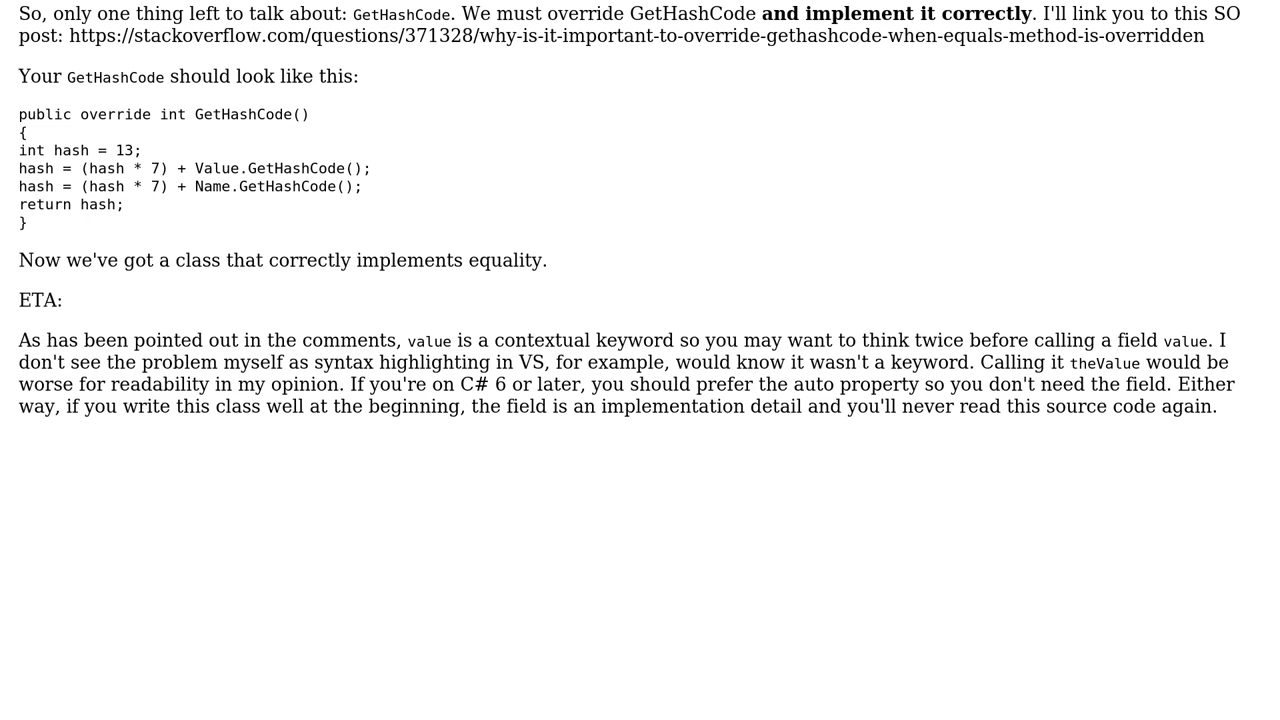 So, only one thing left to talk about: GetHashCode. We must override GetHashCode and implement it correctly. I'll link you to this SO
post: https://stackoverflow.com/questions/371328/why-is-it-important-to-override-gethashcode-when-equals-method-is-overridden
Your GetHashCode should look like this:
public override int GetHashCode()
{
int hash = 13;
hash = (hash * 7) + Value.GetHashCode();
hash = (hash * 7) + Name.GetHashCode();
return hash;
}
Now we've got a class that correctly implements equality.
ETA:
As has been pointed out in the comments, value is a contextual keyword so you may want to think twice before calling a field value. I
don't see the problem myself as syntax highlighting in VS, for example, would know it wasn't a keyword. Calling it theValue would be
worse for readability in my opinion. If you're on C# 6 or later, you should prefer the auto property so you don't need the field. Either
way, if you write this class well at the beginning, the field is an implementation detail and you'll never read this source code again.